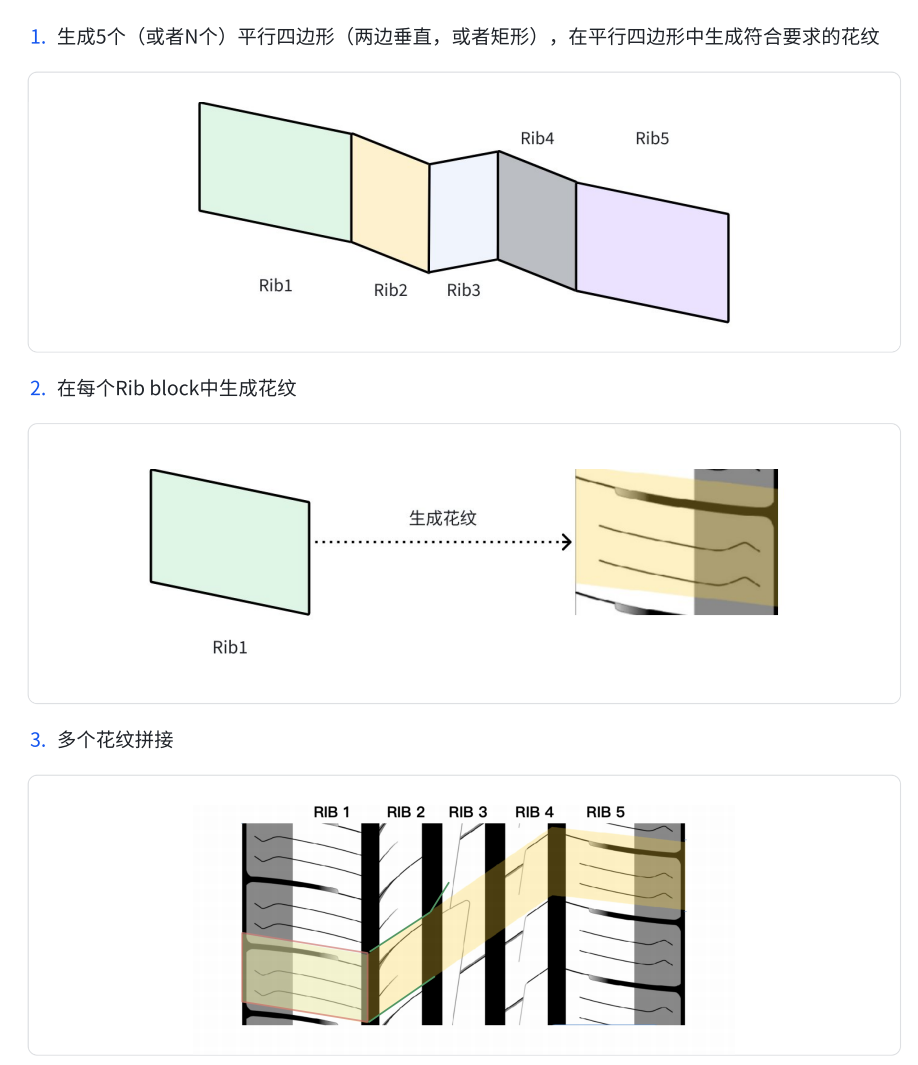 1. 生成5个（或者N个）平行四边形（两边垂直，或者矩形），在平行四边形中生成符合要求的花纹
Rib4
Rib5
Rib1
Rib2
Rib3
2. 在每个Rib block中生成花纹
生成花纹
Rib1
3. 多个花纹拼接
RIB 1 RIB 2 RIB 3 RIB 4 RIB 5